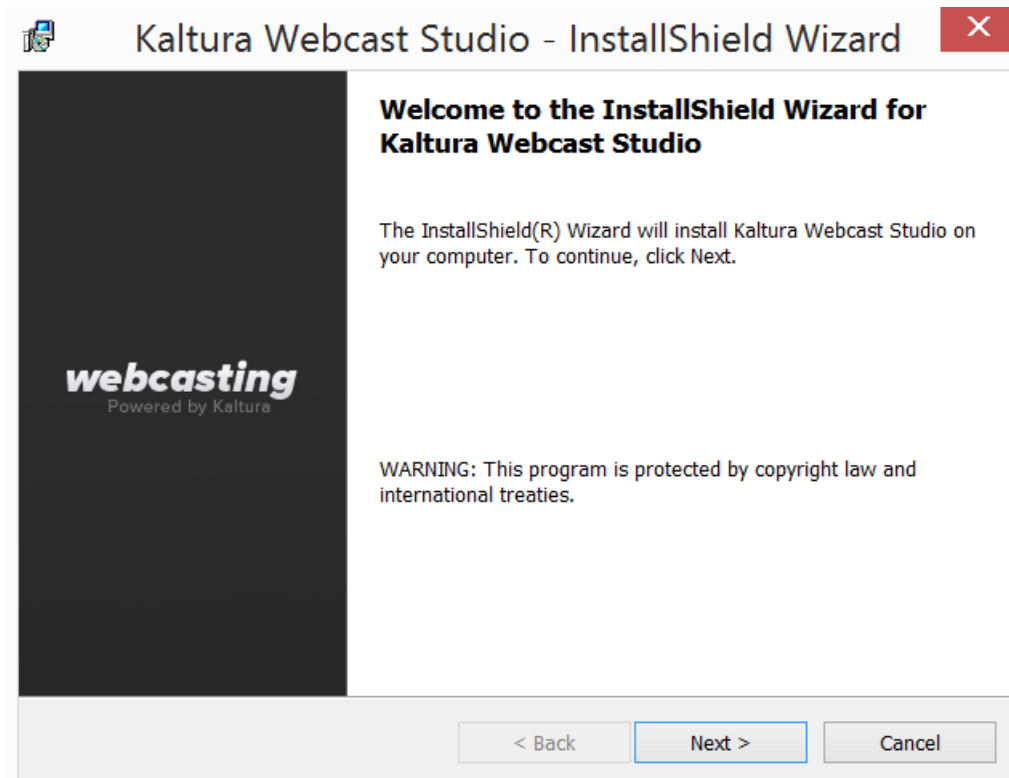 Kaltura Webcast Studio - InstallShield Wizard
Welcome to the InstallShield Wizard for
Kaltura Webcast Studio
The InstallShield(R) Wizard will install Kaltura Webcast Studio on
your computer. To continue, click Next.
webcasting
Powered by Kaltura
WARNING: This program is protected by copyright law and
international treaties.
< Back
Next >
Cancel